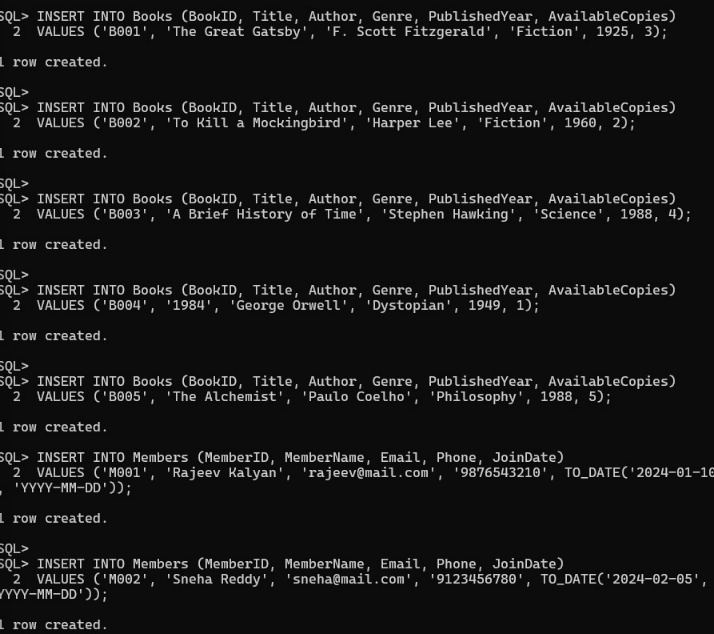 SQL> INSERT INTO Books (BookID, Title, Author, Genre, PublishedYear, AvailableCopies)
2 VALUES ('B001', 'The Great Gatsby', 'F. Scott Fitzgerald', 'Fiction', 1925, 3);
1 row created.
SQL>
SQL> INSERT INTO Books (BookID, Title, Author, Genre, PublishedYear, AvailableCopies)
2 VALUES ('B002', 'To Kill a Mockingbird', 'Harper Lee', 'Fiction', 1960, 2);
1 row created.
SQL>
SQL> INSERT INTO Books (BookID, Title, Author, Genre, PublishedYear, AvailableCopies)
2 VALUES ('B003', 'A Brief History of Time', 'Stephen Hawking', 'Science', 1988, 4);
1 row created.
SQL>
SQL> INSERT INTO Books (BookID, Title, Author, Genre, PublishedYear, AvailableCopies)
2 VALUES ('B004', '1984', 'George Orwell', 'Dystopian', 1949, 1);
1 row created.
SQL>
SQL> INSERT INTO Books (BookID, Title, Author, Genre, PublishedYear, AvailableCopies)
2 VALUES ('B005', 'The Alchemist', 'Paulo Coelho', 'Philosophy', 1988, 5);
1 row created.
SQL> INSERT INTO Members (MemberID, MemberName, Email, Phone, JoinDate)
2 VALUES ('M001', 'Rajeev Kalyan', 'rajeev@mail.com', '9876543210', TO_DATE('2024-01-10
, 'YYYY-MM-DD'));
1 row created.
SQL>
SQL> INSERT INTO Members (MemberID, MemberName, Email, Phone, JoinDate)
2 VALUES ('M002', 'Sneha Reddy', 'sneha@mail.com', '9123456780', TO_DATE('2024-02-05',
YYYY-MM-DD'));
1 row created.